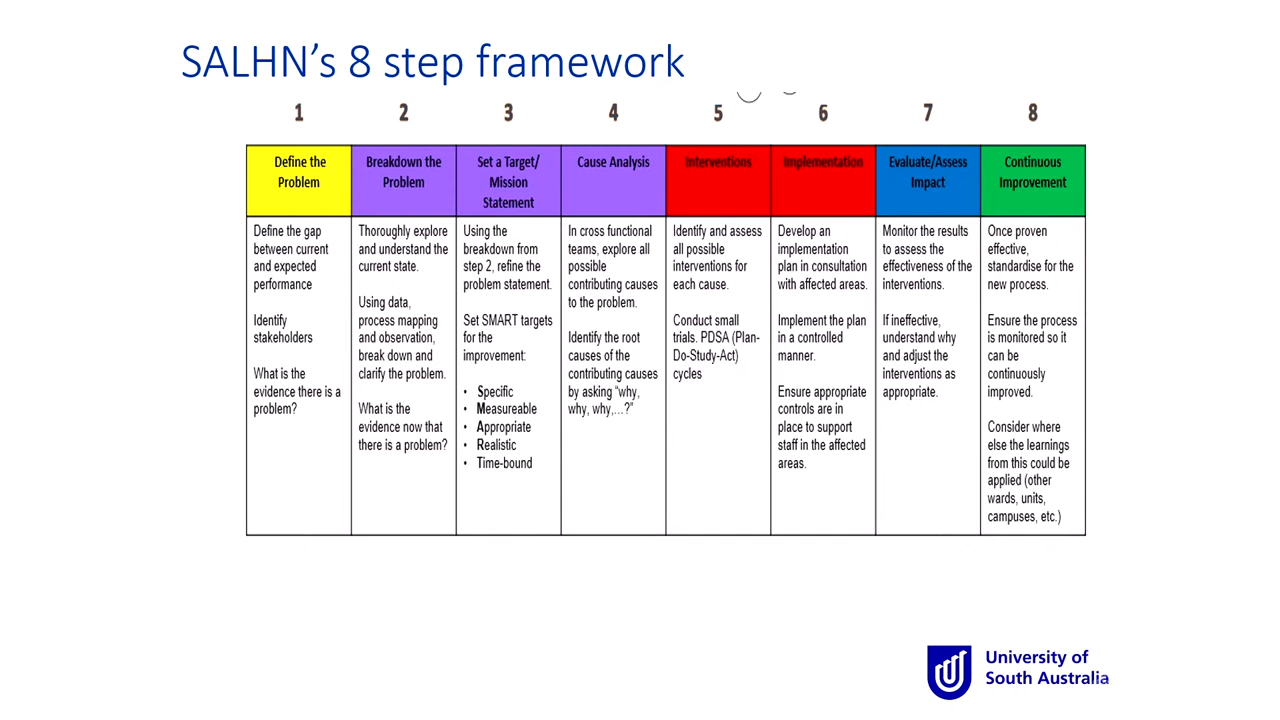 SALHN's 8 step framework
1 2 3 4 5 6 7 8
Define the
Problem
Breakdown the
Problem
Set a Target/
Mission
Statement
Cause Analysis
Interventions
Implementation
Evaluate/Assess
Impact
Continuous
Improvement
Define the gap
between current
and expected
performance
Identify
stakeholders
What is the
evidence there is a
problem?
Thoroughly explore
and understand the
current state.
Using data,
process mapping
and observation,
break down and
clarify the problem.
What is the
evidence now that
there is a problem?
Using the
breakdown from
step 2, refine the
problem statement.
Set SMART targets
for the
improvement:
• Specific
• Measureable
• Appropriate
• Realistic
• Time-bound
In cross functional
teams, explore all
possible
contributing causes
to the problem.
Identify the root
causes of the
contributing causes
by asking “why,
why, why,...?”
Identify and assess
all possible
interventions for
each cause.
Conduct small
trials. PDSA (Plan-
Do-Study-Act)
cycles
Develop an
implementation
plan in consultation
with affected areas.
Implement the plan
in a controlled
manner.
Ensure appropriate
controls are in
place to support
staff in the affected
areas.
Monitor the results
to assess the
effectiveness of the
interventions.
If ineffective,
understand why
and adjust the
interventions as
appropriate.
Once proven
effective,
standardise for the
new process.
Ensure the process
is monitored so it
can be
continuously
improved.
Consider where
else the learnings
from this could be
applied (other
wards, units,
campuses, etc.)
University of
South Australia